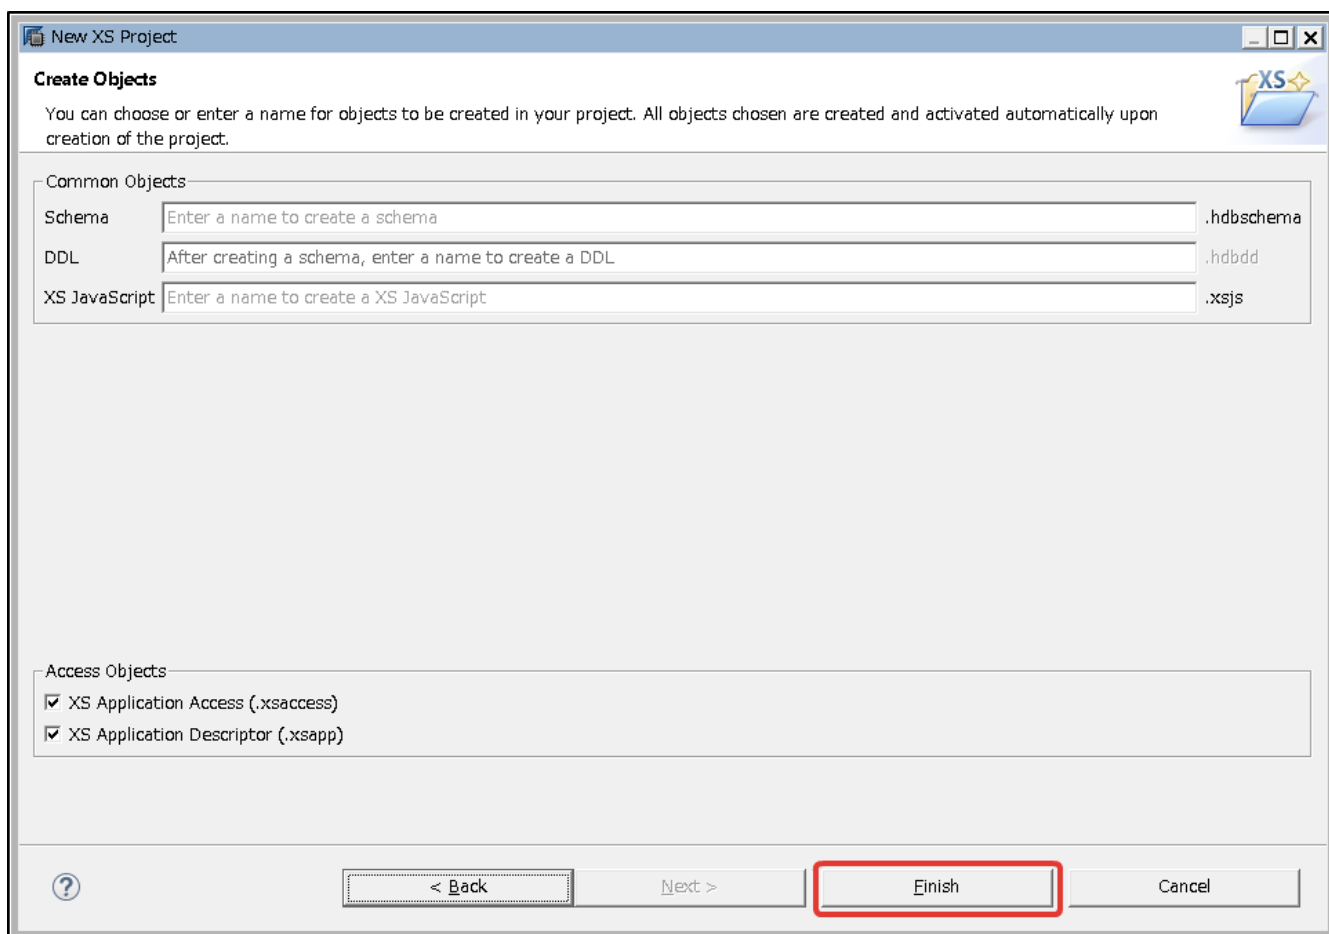 New XS Project
Create Objects
XS
You can choose or enter a name for objects to be created in your project. All objects chosen are created and activated automatically upon
creation of the project.
Common Objects
Schema Enter a name to create a schema .hdbschema
DDL After creating a schema, enter a name to create a DDL .hdbdd
XS JavaScript Enter a name to create a XS JavaScript .xsjs
Access Objects
XS Application Access (.xsaccess)
XS Application Descriptor (.xsapp)
? < Back Next > Finish Cancel